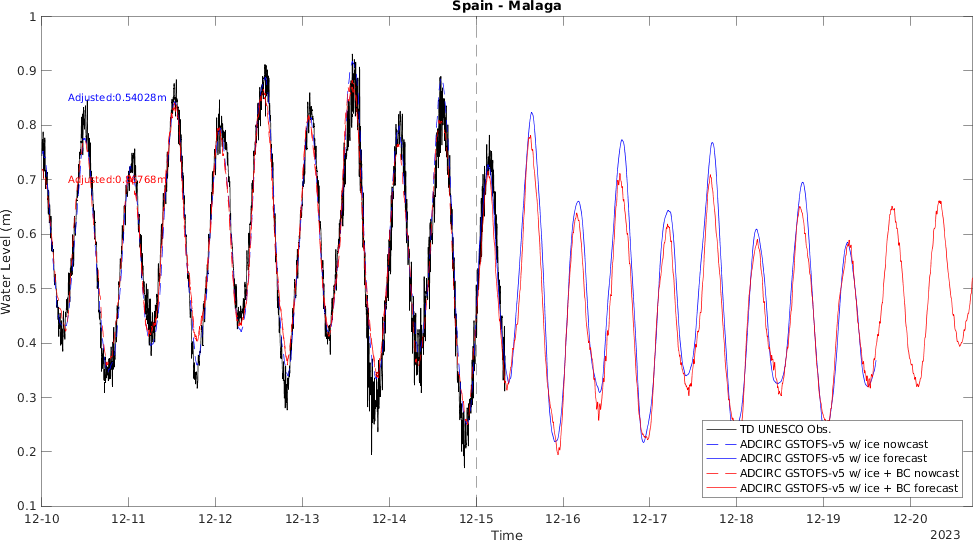 Spain - Malaga
1
0.9
0.8
0.7
0.6
0.5
0.4
0.3
0.2
0.1
Water Level (m)
Adjusted:0.54028m
TD UNESCO Obs.
ADCIRC GSTOFS-v5 w/ ice nowcast
ADCIRC GSTOFS-v5 w/ ice forecast
ADCIRC GSTOFS-v5 w/ ice + BC nowcast
ADCIRC GSTOFS-v5 w/ ice + BC forecast
12-10
12-11
12-12
12-13
12-14
12-15
12-16
12-17
12-18
12-19
12-20
Time
2023